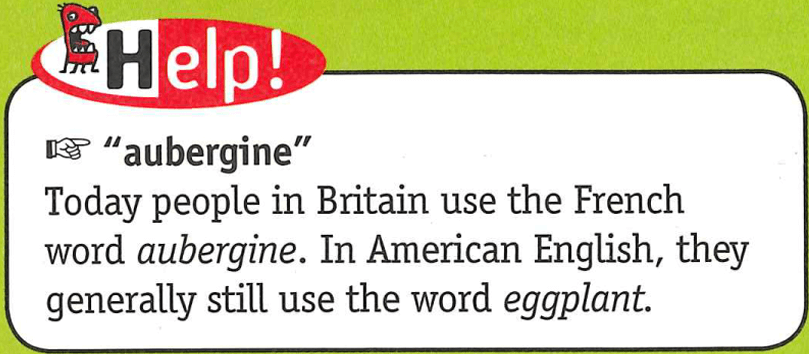 Help!
☞ "aubergine"
Today people in Britain use the French
word aubergine. In American English, they
generally still use the word eggplant.